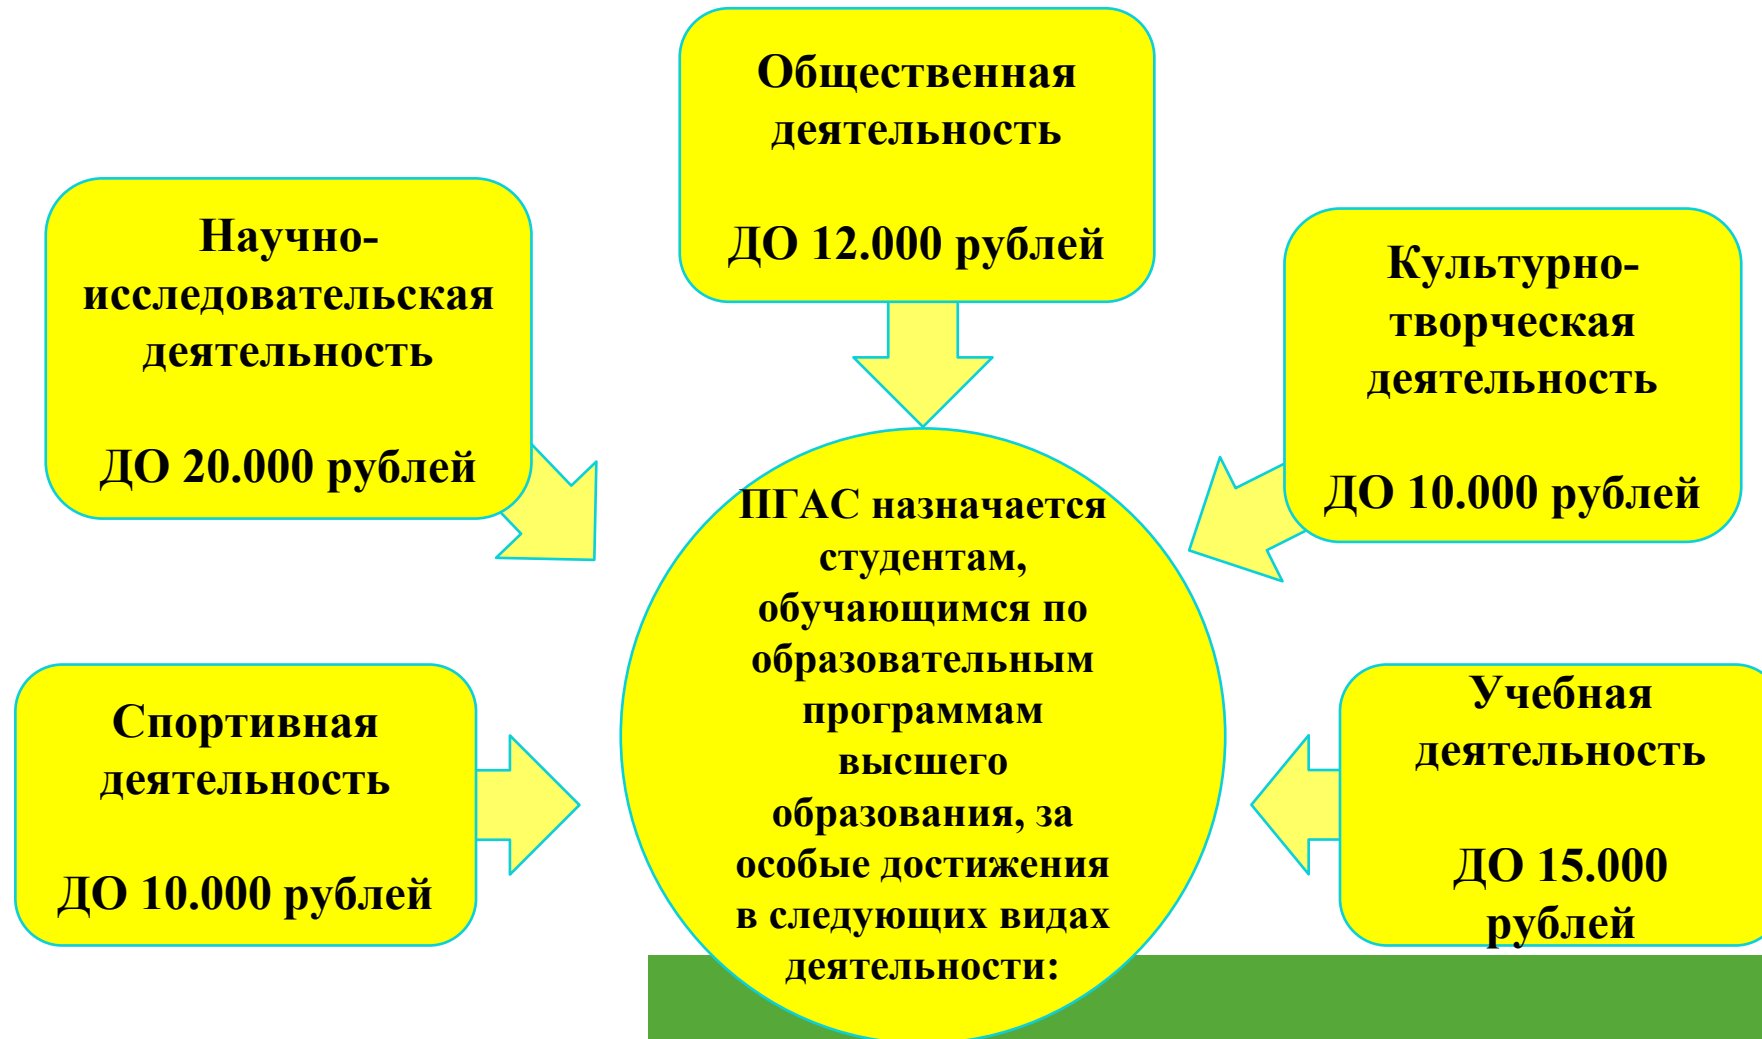 Общественная
деятельность
ДО 12.000 рублей
Научно-
исследовательская
деятельность
ДО 20.000 рублей
Культурно-
творческая
деятельность
ДО 10.000 рублей
ПГАС назначается
студентам,
обучающимся по
образовательным
программам
высшего
образования, за
особые достижения
в следующих видах
деятельности:
Спортивная
деятельность
ДО 10.000 рублей
Учебная
деятельность
ДО 15.000
рублей